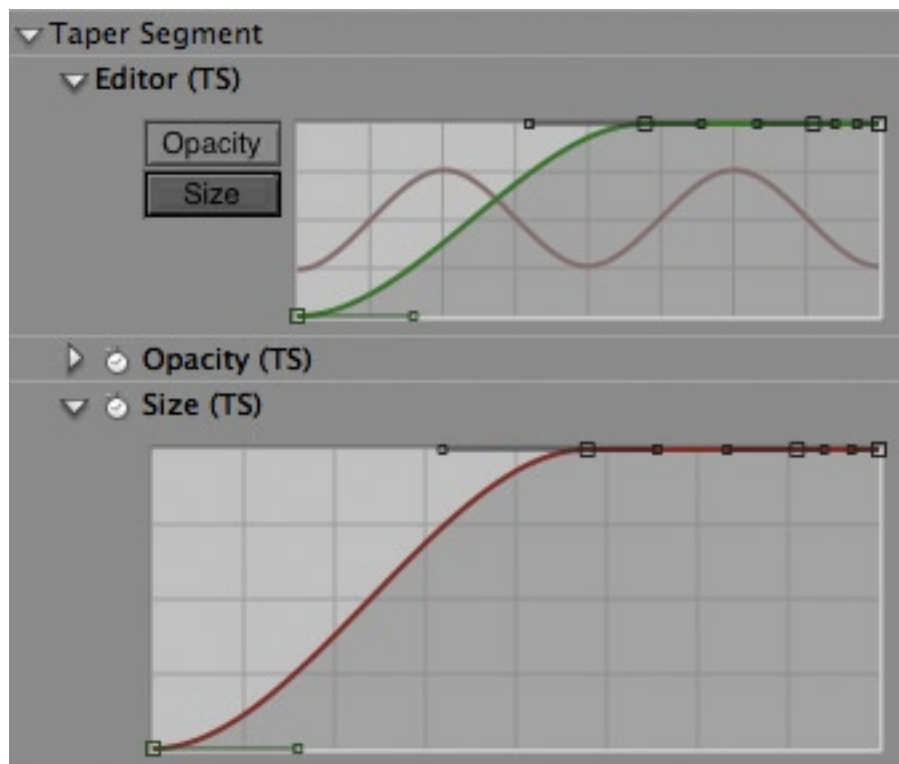 Taper Segment
Editor (TS)
Opacity
Size
Opacity (TS)
Size (TS)